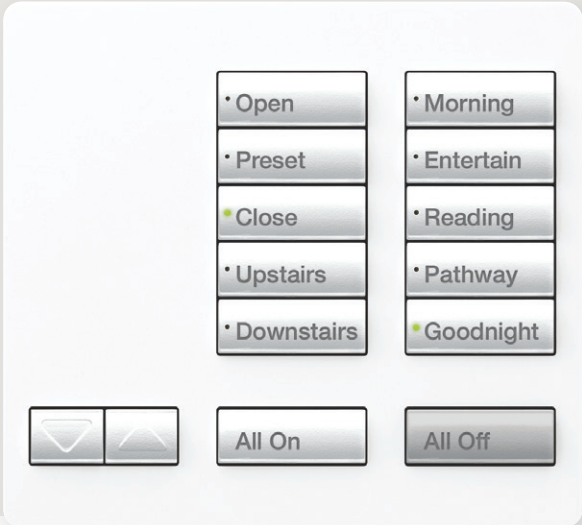 Open
Preset
Close
Upstairs
Downstairs
Morning
Entertain
Reading
Pathway
Goodnight
All On
All Off